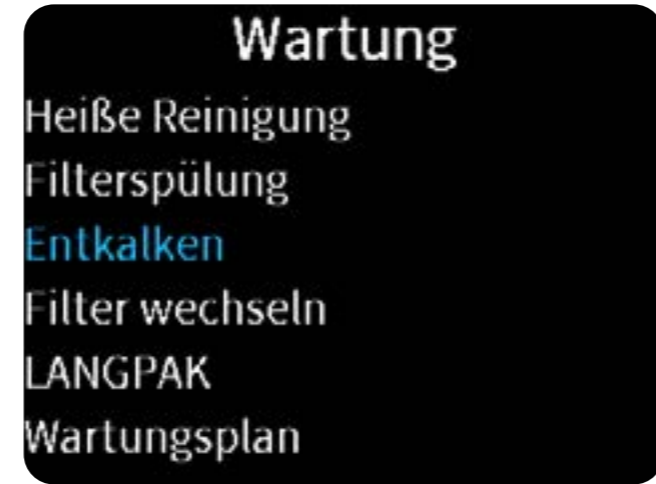 Wartung
Heiße Reinigung
Filterspülung
Entkalken
Filter wechseln
LANGPAK
Wartungsplan